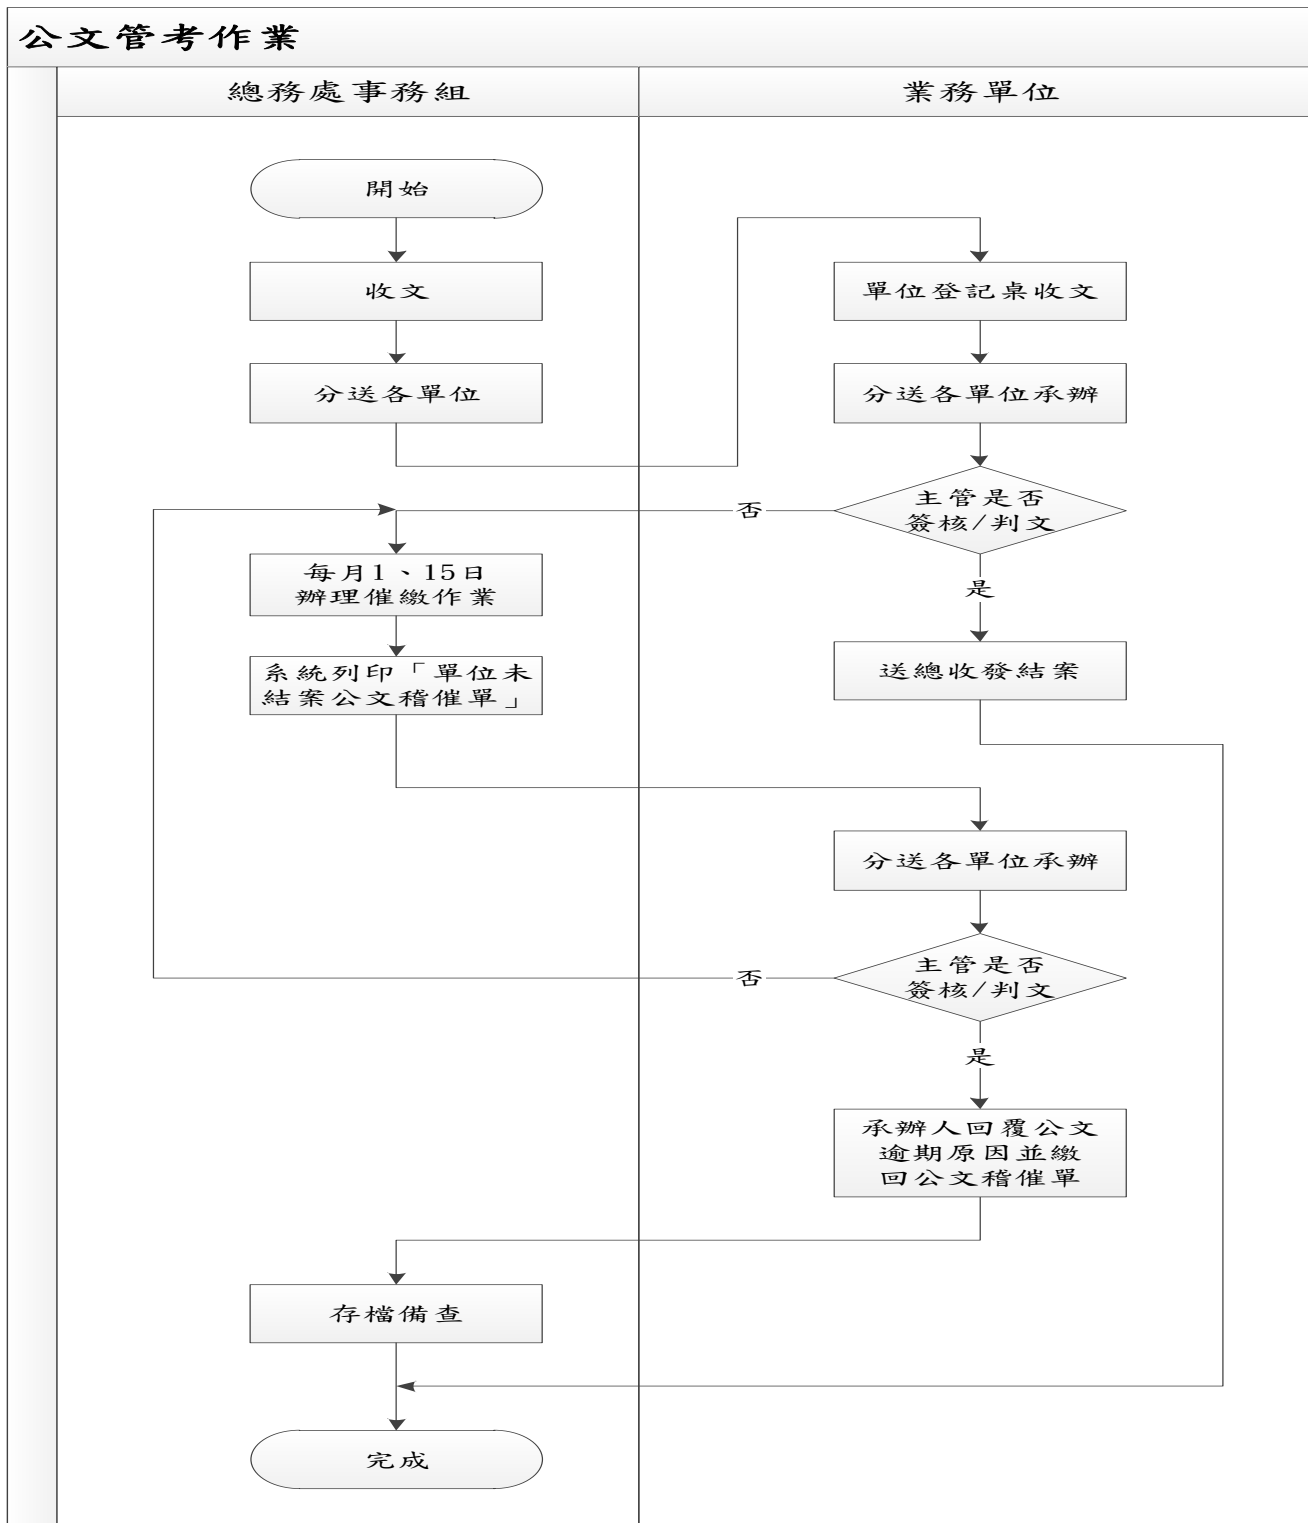 公文管考作業
總務處事務組
業務單位
開始
收文
分送各單位
單位登記桌收文
分送各單位承辦
主管是否
簽核/判文
否
是
每月1、15日
辦理催繳作業
系統列印「單位未
結案公文稽催單」
送總收發結案
分送各單位承辦
主管是否
簽核/判文
否
是
承辦人回覆公文
逾期原因並繳
回公文稽催單
存檔備查
完成